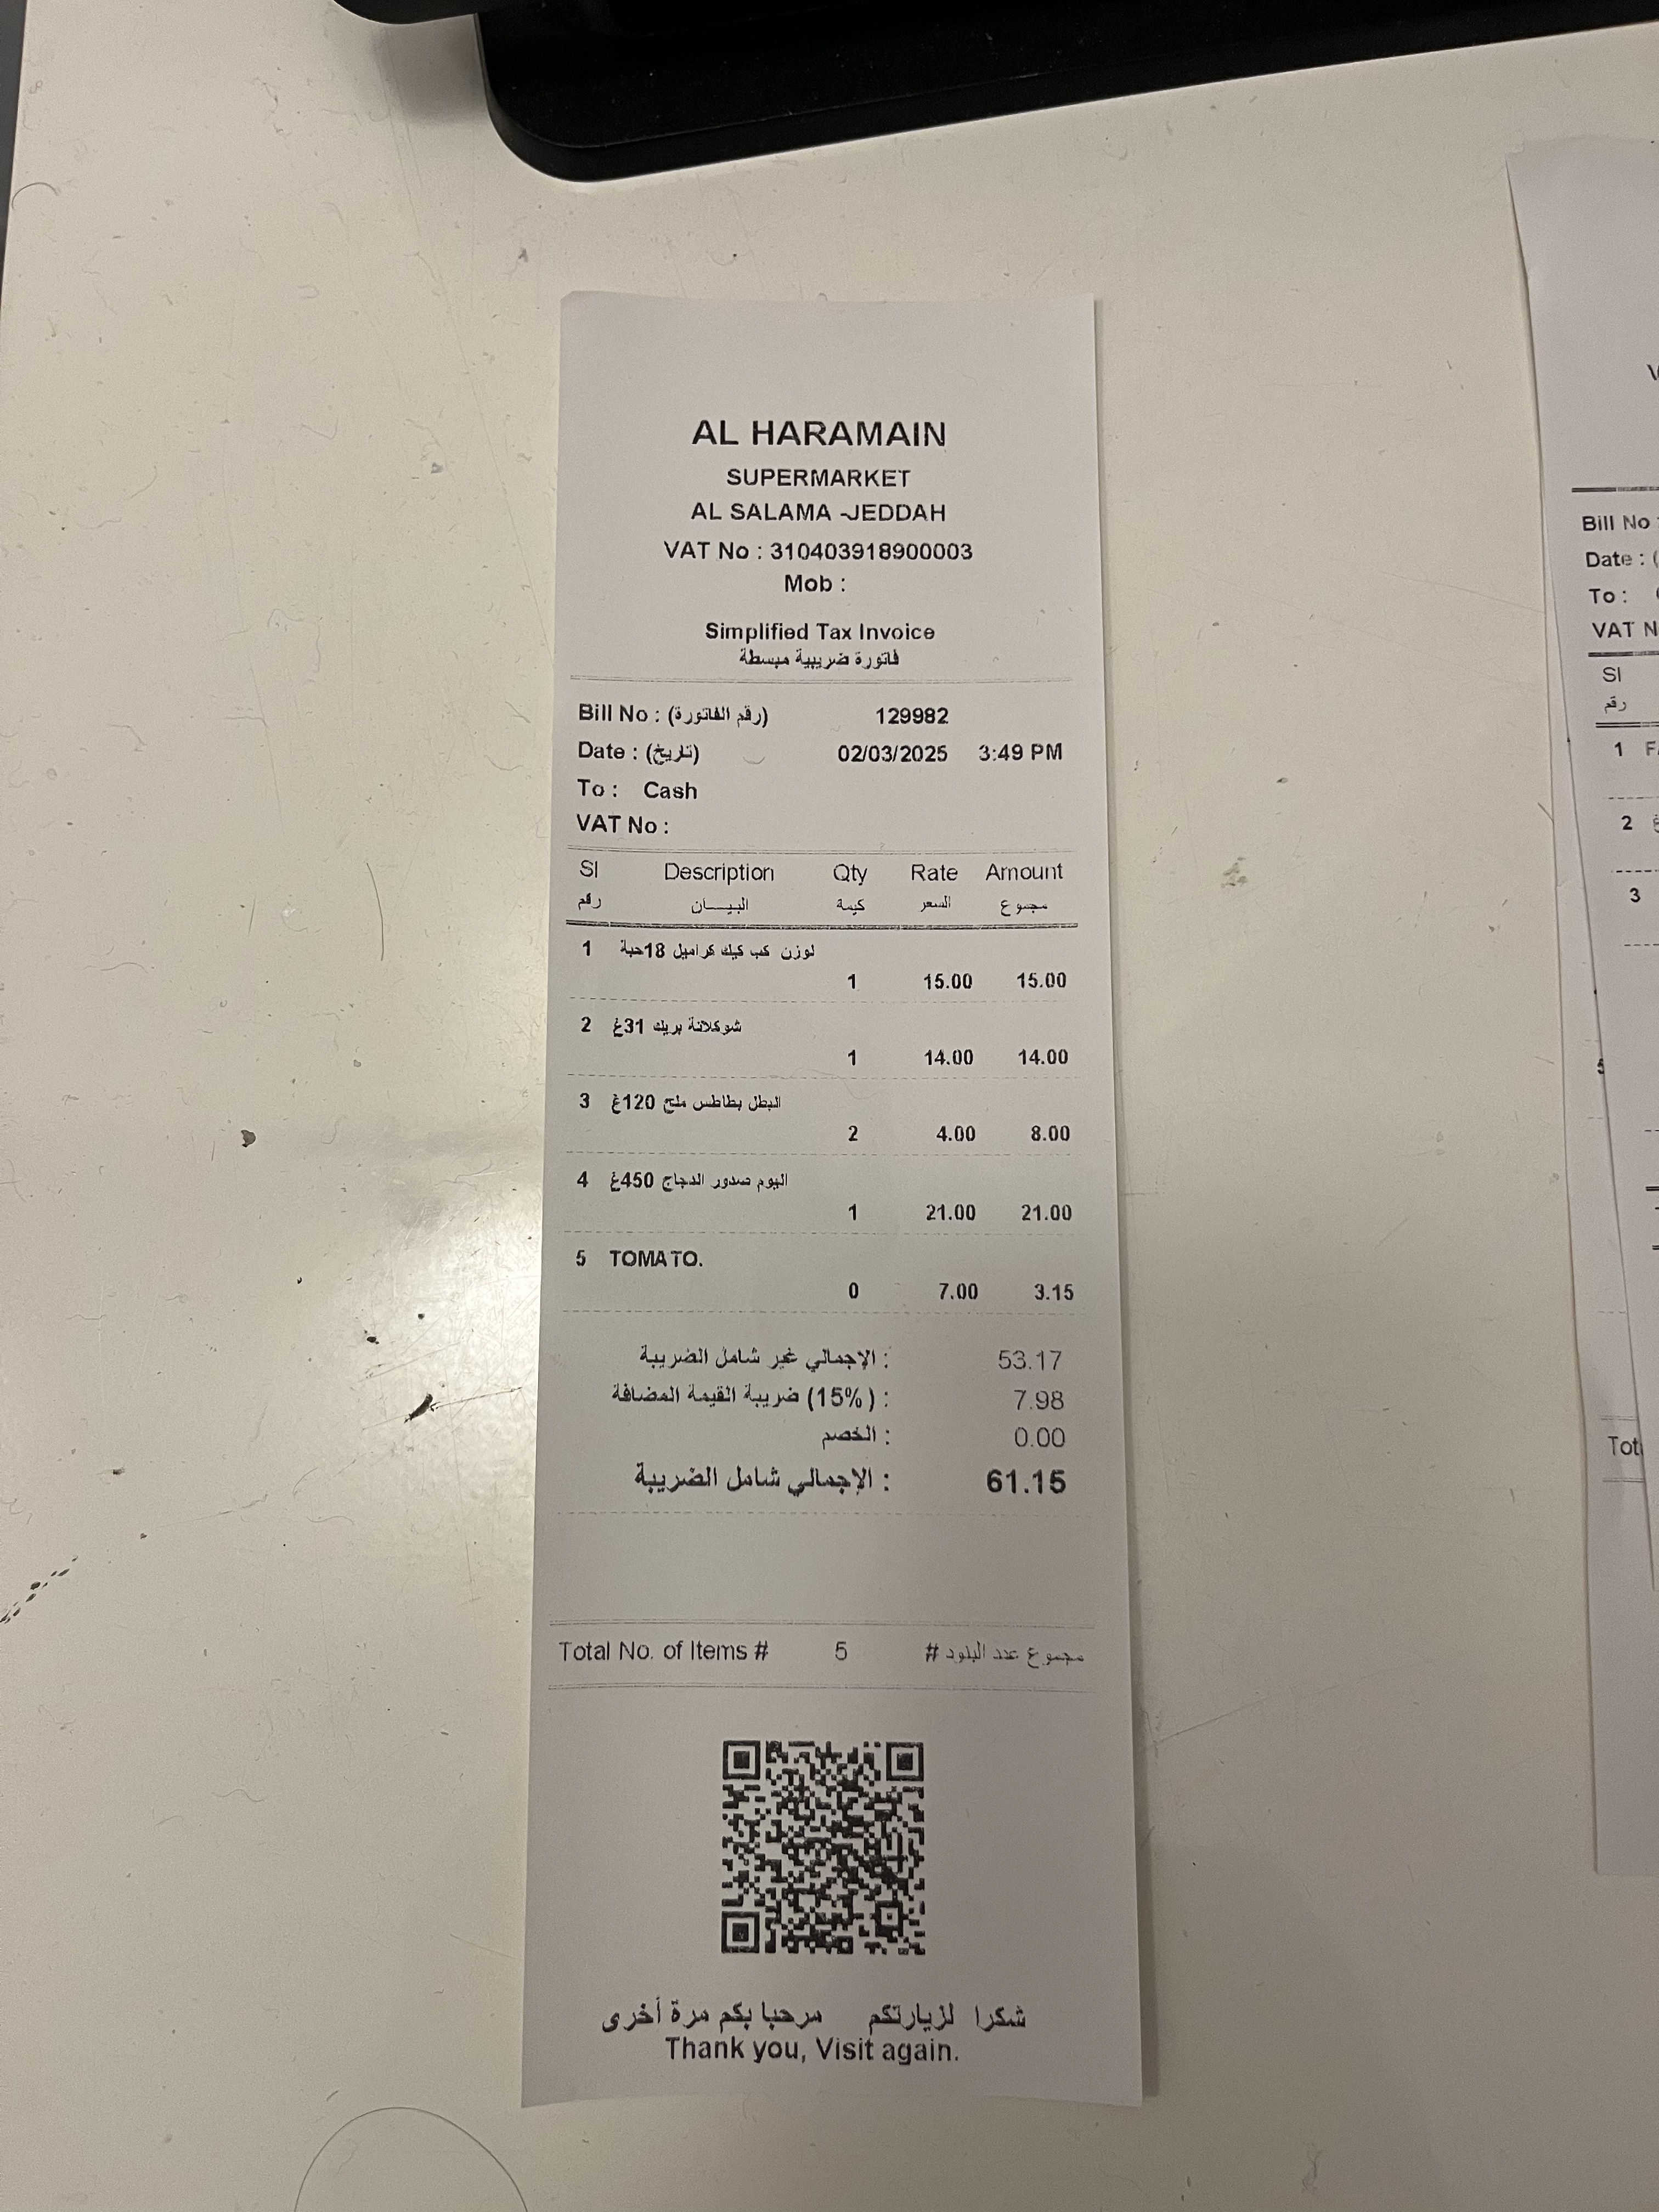 AL HARAMAIN
SUPERMARKET
AL SALAMA -JEDDAH
VAT No : 310403918900003
Mob :
Simplified Tax Invoice
فاتورة ضريبية مبسطة
Bill No : (رقم الفاتورة) 129982
Date : (تاريخ) 02/03/2025 3:49 PM
To : Cash
VAT No :
Sl Description Qty Rate Amount
رقم البيـــان كيمة السعر مجموع
1 لوزن كب كيك كراميل 18حبة
1 15.00 15.00
2 شوكلاتة بريك 31غ
1 14.00 14.00
3 البطل بطاطس ملح 120غ
2 4.00 8.00
4 اليوم صدور الدجاج 450غ
1 21.00 21.00
5 TOMATO.
0 7.00 3.15
الإجمالي غير شامل الضريبة : 53.17
ضريبة القيمة المضافة (15%) : 7.98
الخصم : 0.00
الإجمالي شامل الضريبة : 61.15
Total No. of Items # 5 مجموع عدد البنود #
شكرا لزيارتكم مرحبا بكم مرة أخرى
Thank you, Visit again.
Bill No
Date : (
To :
VAT N
Sl
رقم
1
2
3
5